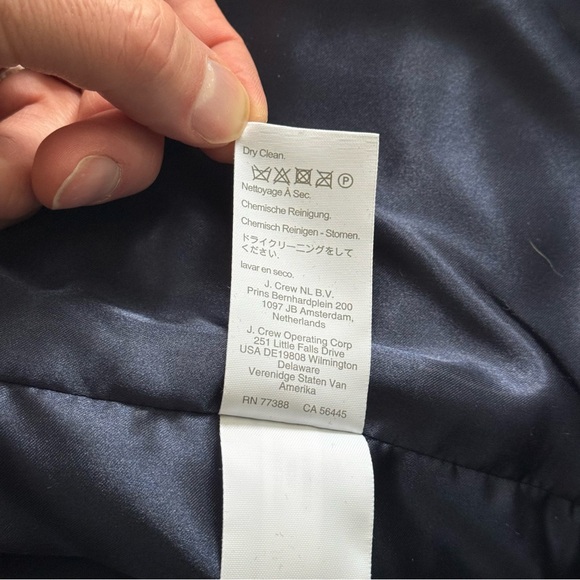 Dry Clean.
P
Nettoyage À Sec.
Chemische Reinigung.
Chemisch Reinigen - Stomen.
ドライクリーニングをして
ください.
lavar en seco.
J. Crew NL B.V.
Prins Bernhardplein 200
1097 JB Amsterdam,
Netherlands
J. Crew Operating Corp
251 Little Falls Drive
USA DE19808 Wilmington
Delaware
Verenidge Staten Van
Amerika
RN 77388 CA 56445